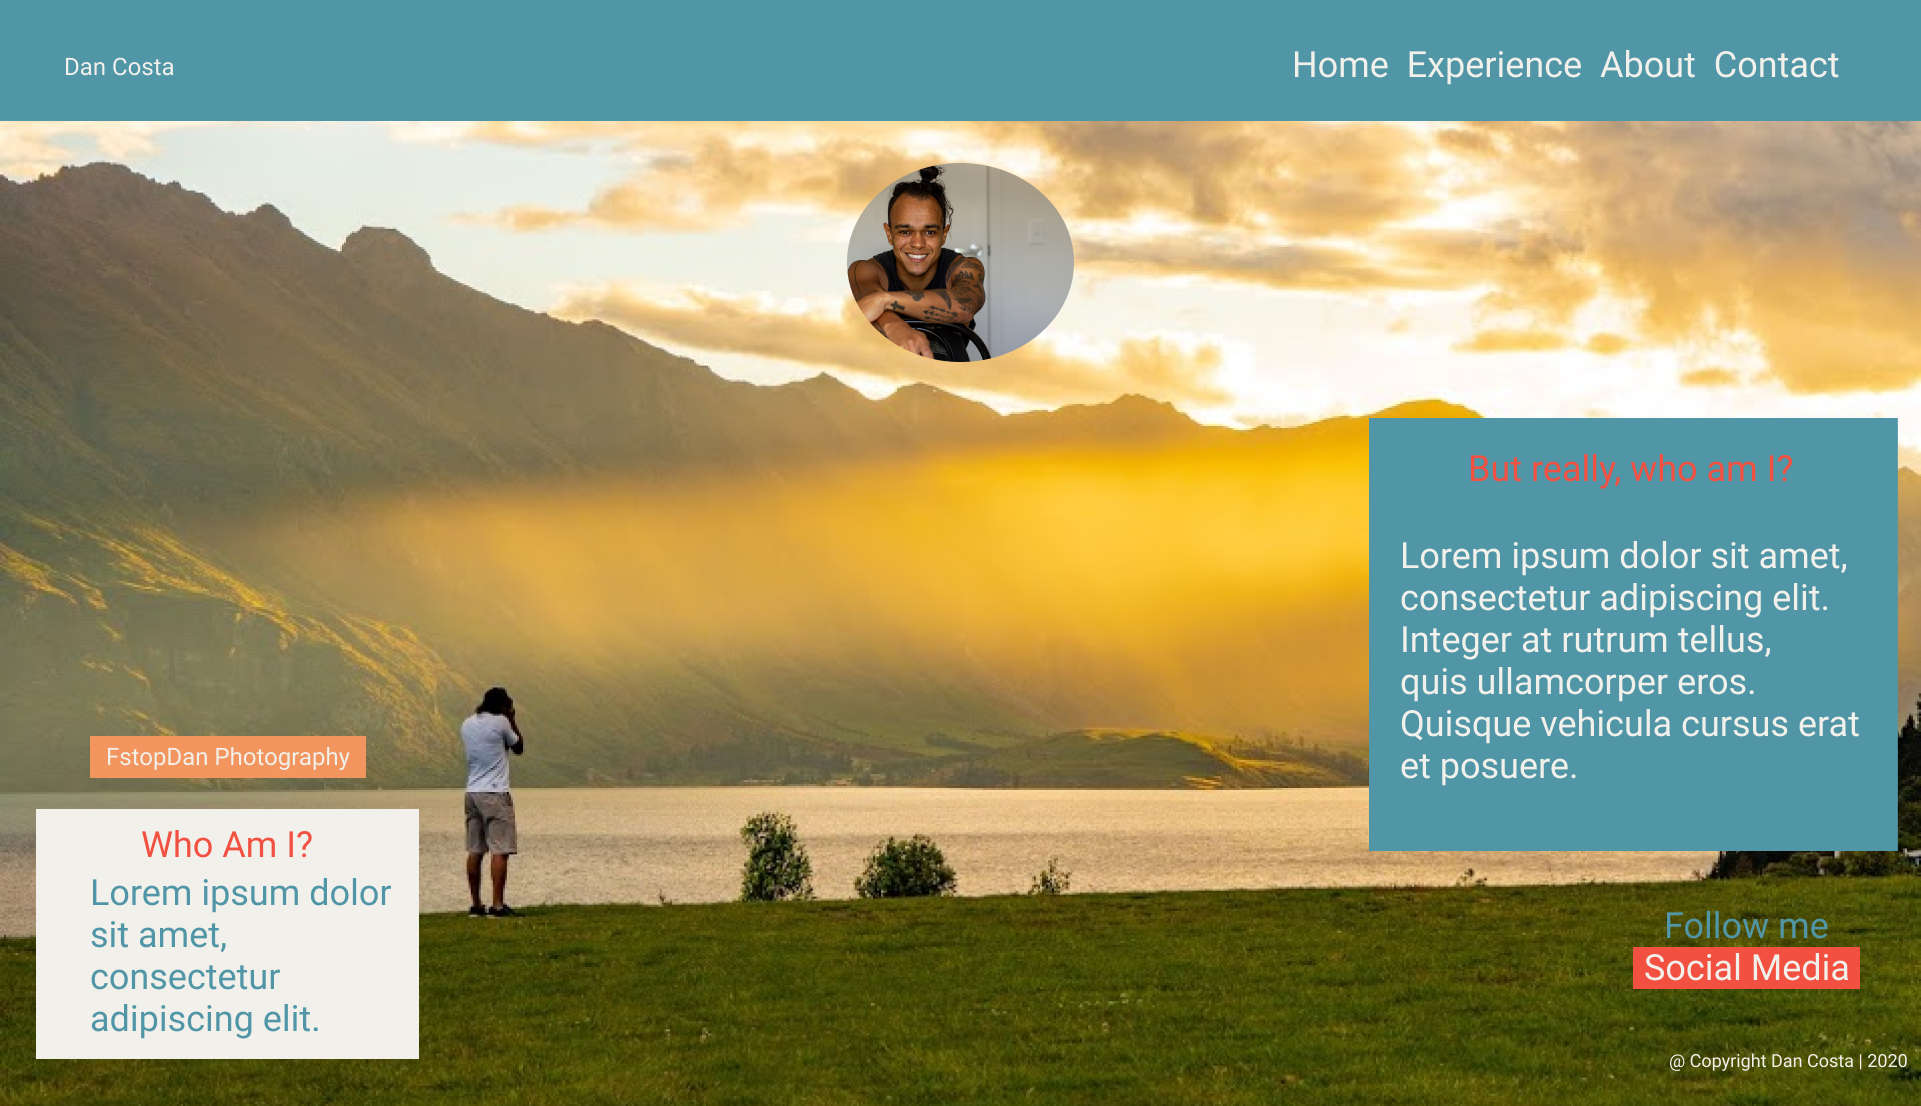 Dan Costa
Home Experience About Contact
But really, who am I?
Lorem ipsum dolor sit amet,
consectetur adipiscing elit.
Integer at rutrum tellus,
quis ullamcorper eros.
Quisque vehicula cursus erat
et posuere.
FstopDan Photography
Who Am I?
Lorem ipsum dolor
sit amet,
consectetur
adipiscing elit.
Follow me
Social Media
@ Copyright Dan Costa | 2020